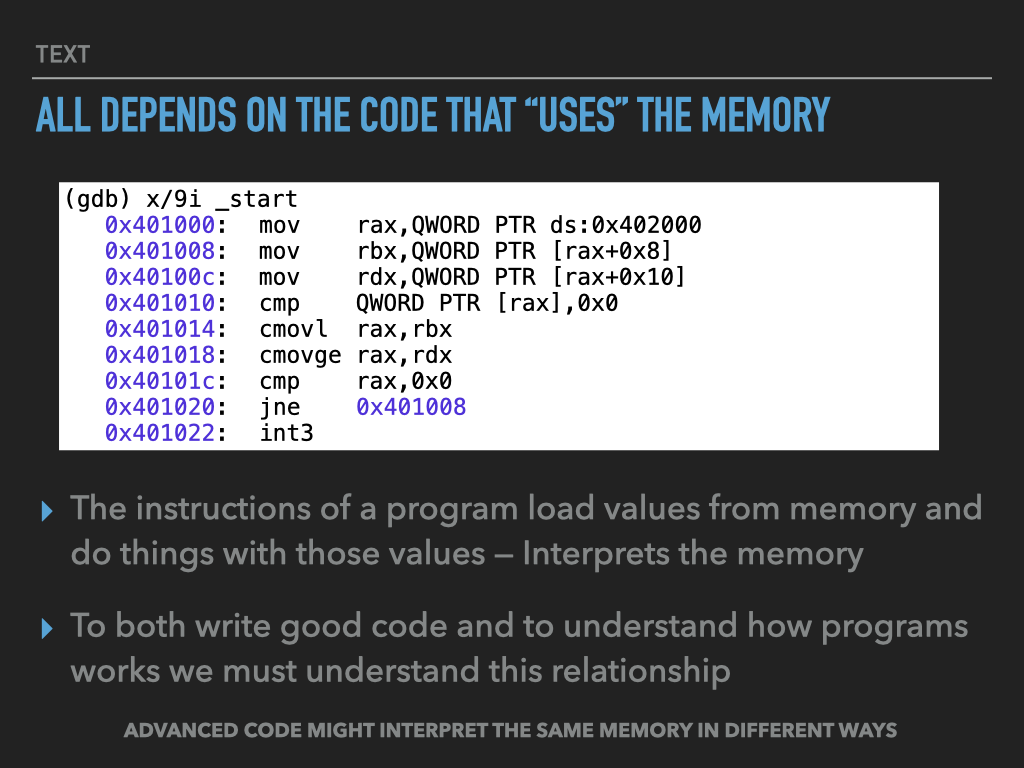 TEXT
ALL DEPENDS ON THE CODE THAT “USES” THE MEMORY
(gdb) x/9i _start
0x401000: mov rax,QWORD PTR ds:0x402000
0x401008: mov rbx,QWORD PTR [rax+0x8]
0x40100c: mov rdx,QWORD PTR [rax+0x10]
0x401010: cmp QWORD PTR [rax],0x0
0x401014: cmovl rax,rbx
0x401018: cmovge rax,rdx
0x40101c: cmp rax,0x0
0x401020: jne 0x401008
0x401022: int3
▸ The instructions of a program load values from memory and
do things with those values — Interprets the memory
▸ To both write good code and to understand how programs
works we must understand this relationship
ADVANCED CODE MIGHT INTERPRET THE SAME MEMORY IN DIFFERENT WAYS